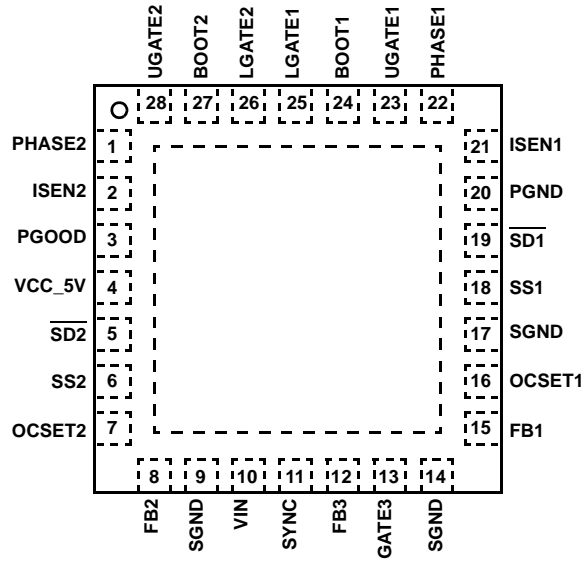 UGATE2 BOOT2 LGATE2 LGATE1 BOOT1 UGATE1 PHASE1
28 27 26 25 24 23 22
PHASE2 1 21 ISEN1
ISEN2 2 20 PGND
PGOOD 3 19 SD1
VCC_5V 4 18 SS1
SD2 5 17 SGND
SS2 6 16 OCSET1
OCSET2 7 15 FB1
8 9 10 11 12 13 14
FB2 SGND VIN SYNC FB3 GATE3 SGND